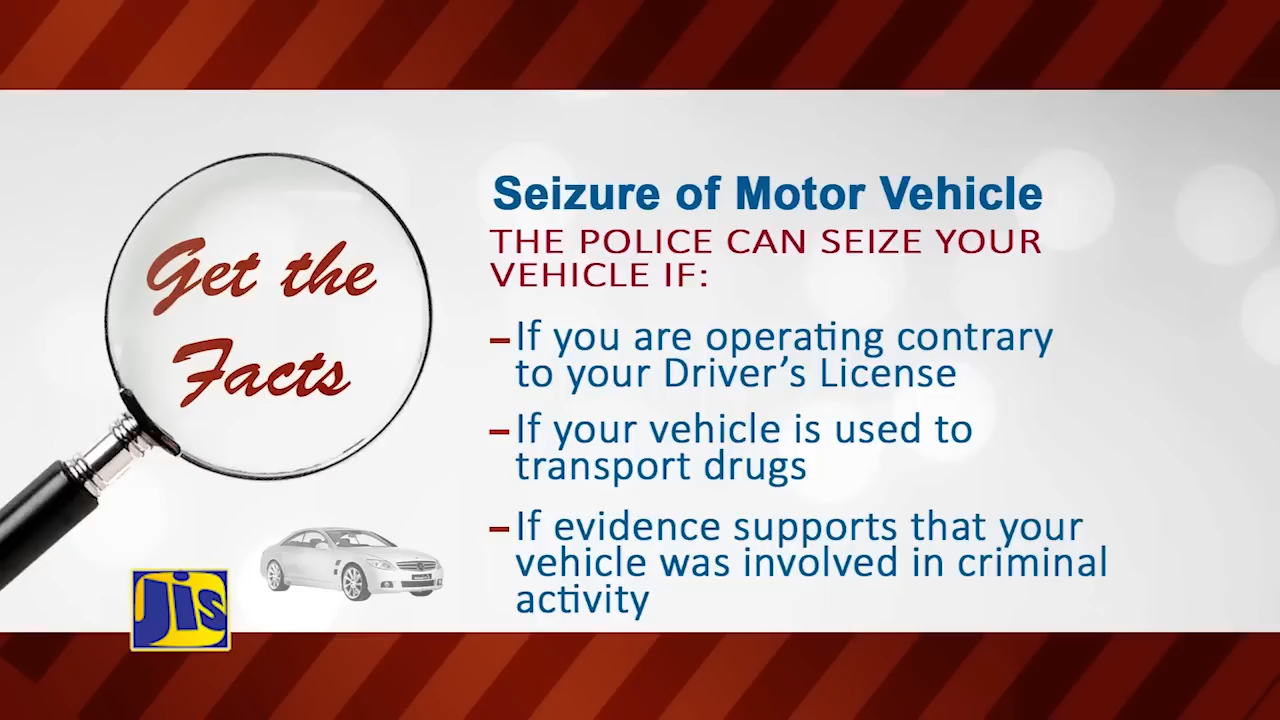 Get the
Facts
Seizure of Motor Vehicle
THE POLICE CAN SEIZE YOUR
VEHICLE IF:
–If you are operating contrary
to your Driver’s License
–If your vehicle is used to
transport drugs
–If evidence supports that your
vehicle was involved in criminal
activity
Jis